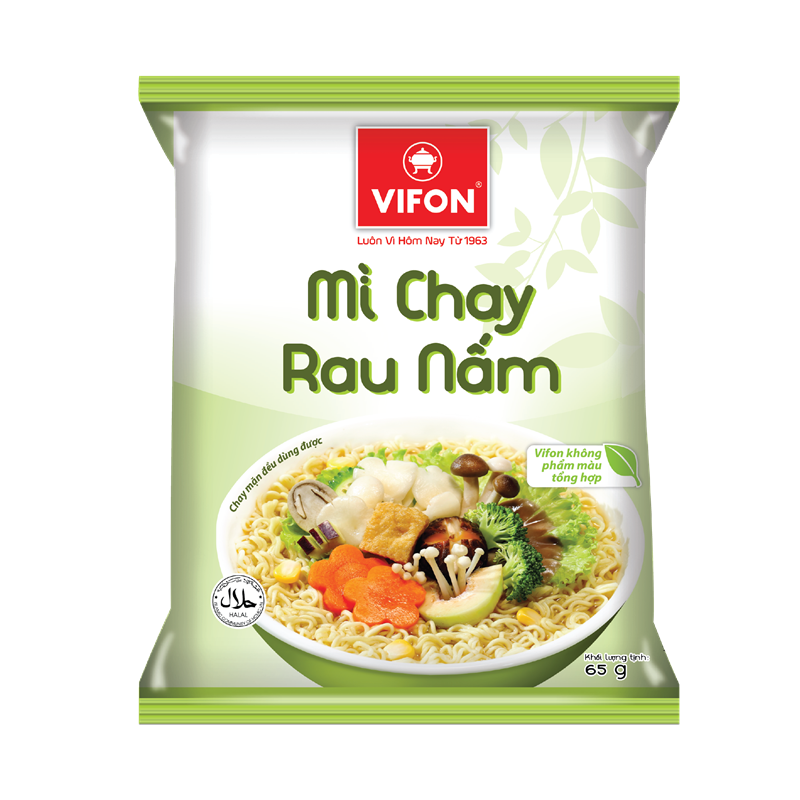 VIFON®
Luôn Vì Hôm Nay Từ 1963
Mì Chay
Rau Nấm
Chay mặn đều dùng được
Vifon không
phẩm màu
tổng hợp
حلال
HALAL
Khối lượng tịnh:
65 g